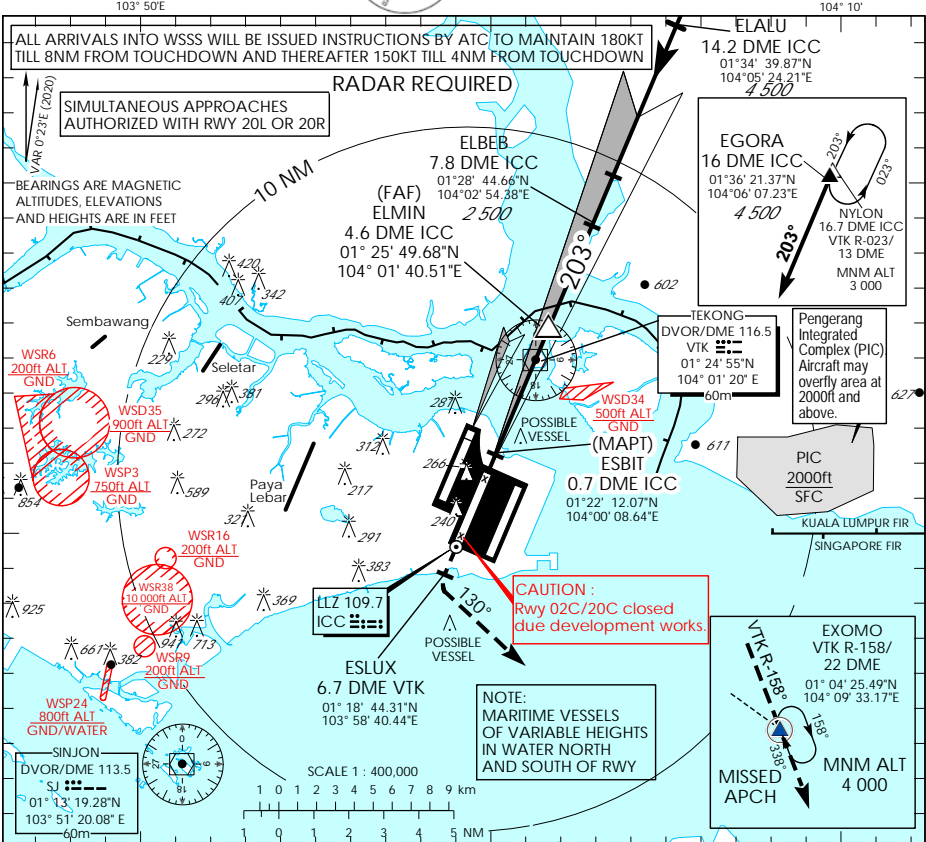 103° 50'E
104° 10'
ALL ARRIVALS INTO WSSS WILL BE ISSUED INSTRUCTIONS BY ATC TO MAINTAIN 180KT
TILL 8NM FROM TOUCHDOWN AND THEREAFTER 150KT TILL 4NM FROM TOUCHDOWN
RADAR REQUIRED
VAR 0°23'E (2020)
SIMULTANEOUS APPROACHES
AUTHORIZED WITH RWY 20L OR 20R
BEARINGS ARE MAGNETIC
ALTITUDES, ELEVATIONS
AND HEIGHTS ARE IN FEET
10 NM
ELALU
14.2 DME ICC
01°34' 39.87"N
104°05' 24.21"E
4 500
ELBEB
7.8 DME ICC
01°28' 44.66"N
104°02' 54.38"E
2 500
(FAF)
ELMIN
4.6 DME ICC
01° 25' 49.68"N
104° 01' 40.51"E
203°
EGORA
16 DME ICC
01°36' 21.37"N
104°06' 07.23"E
4 500
203°
023°
203°
NYLON
16.7 DME ICC
VTK R-023/
13 DME
MNM ALT
3 000
602
TEKONG
DVOR/DME 116.5
VTK
01° 24' 55"N
104° 01' 20" E
60m
Pengerang
Integrated
Complex (PIC)
Aircraft may
overfly area at
2000ft and
above.
627
611
PIC
2000ft
SFC
KUALA LUMPUR FIR
SINGAPORE FIR
420
407
342
Sembawang
229
Seletar
296
381
272
WSR6
200ft ALT
GND
WSD35
900ft ALT
GND
WSP3
750ft ALT
GND
854
589
Paya
Lebar
321
217
291
312
287
266
240
9
18
27
POSSIBLE
VESSEL
WSD34
500ft ALT
GND
(MAPT)
ESBIT
0.7 DME ICC
01°22' 12.07"N
104°00' 08.64"E
WSR16
200ft ALT
GND
WSR38
10 000ft ALT
GND
383
369
925
941
713
661
382
WSR9
200ft ALT
GND
WSP24
800ft ALT
GND/WATER
LLZ 109.7
ICC
130°
CAUTION :
Rwy 02C/20C closed
due development works.
POSSIBLE
VESSEL
ESLUX
6.7 DME VTK
01° 18' 44.31"N
103° 58' 40.44"E
NOTE:
MARITIME VESSELS
OF VARIABLE HEIGHTS
IN WATER NORTH
AND SOUTH OF RWY
EXOMO
VTK R-158/
22 DME
01° 04' 25.49"N
104° 09' 33.17"E
VTK R-158°
158°
338°
MNM ALT
4 000
MISSED
APCH
SINJON
DVOR/DME 113.5
SJ
01° 13' 19.28"N
103° 51' 20.08" E
60m
0
9
18
27
SCALE 1 : 400,000
1 0 1 2 3 4 5 6 7 8 9 km
1 0 1 2 3 4 5 NM